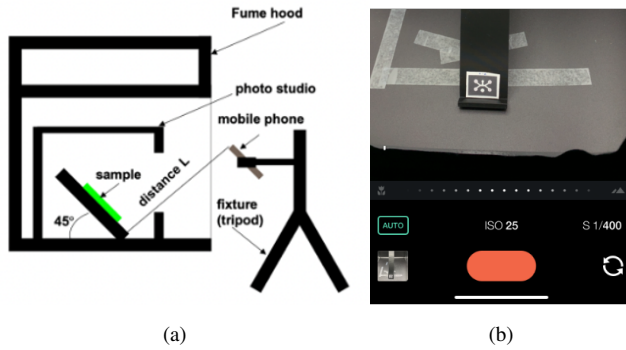 Fume hood
photo studio
mobile phone
sample
distance L
45°
fixture
(tripod)
AUTO
ISO 25
S 1/400
(a)
(b)